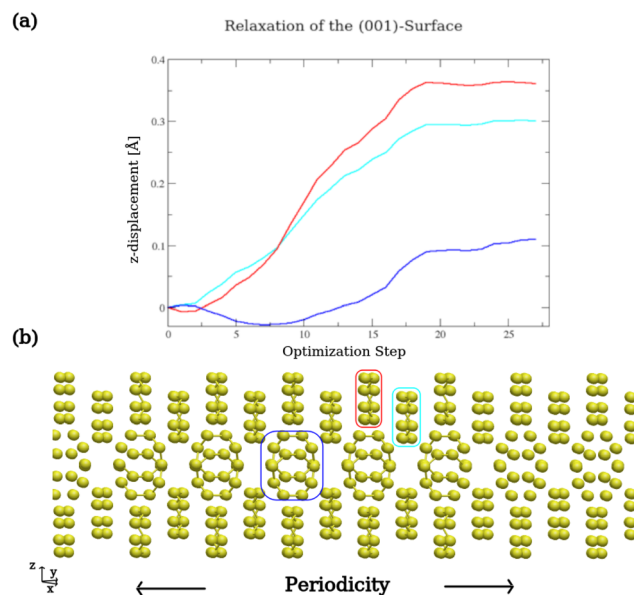 (a)
Relaxation of the (001)-Surface
0.4
0.3
0.2
0.1
0
z-displacement [Å]
0 5 10 15 20 25
Optimization Step
(b)
z
y
x
Periodicity